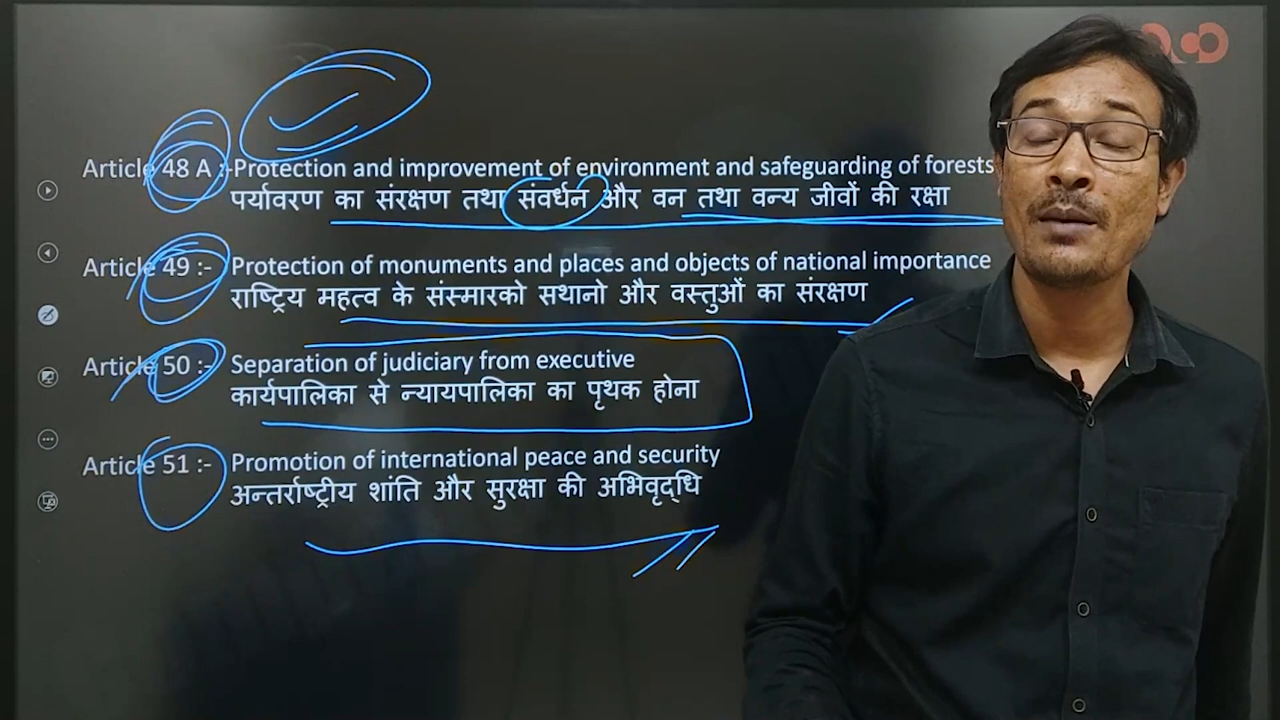 Article 48 A :- Protection and improvement of environment and safeguarding of forests
पर्यावरण का संरक्षण तथा संवर्धन और वन तथा वन्य जीवों की रक्षा
Article 49 :- Protection of monuments and places and objects of national importance
राष्ट्रिय महत्व के संस्मारको सथानो और वस्तुओं का संरक्षण
Article 50 :- Separation of judiciary from executive
कार्यपालिका से न्यायपालिका का पृथक होना
Article 51 :- Promotion of international peace and security
अन्तर्राष्ट्रीय शांति और सुरक्षा की अभिवृद्धि